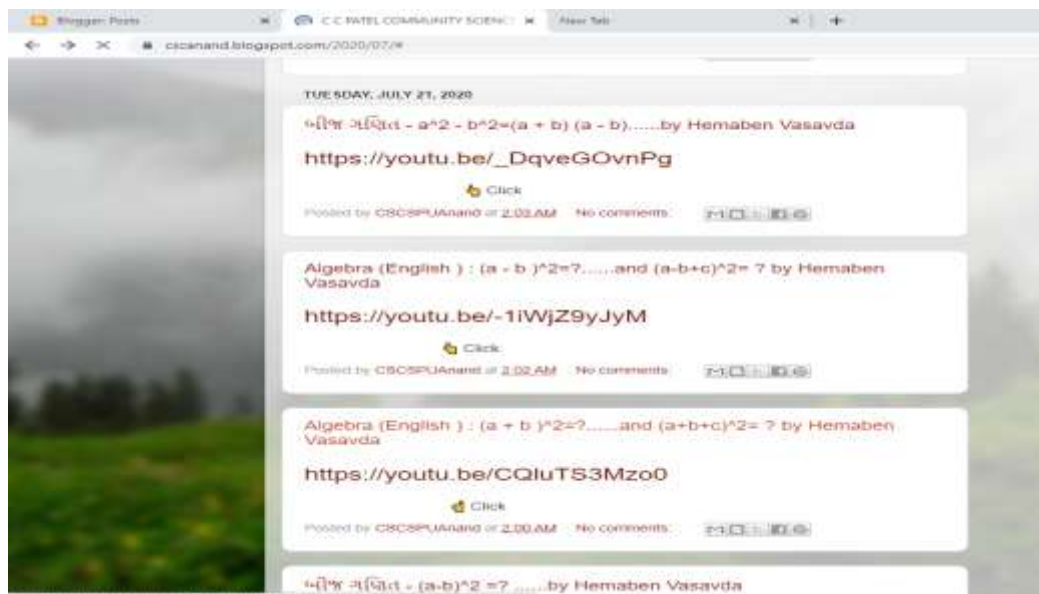 Blogger: Posts
C C PATEL COMMUNITY SCIENC
New Tab
cscanand.blogspot.com/2020/07/#
TUESDAY, JULY 21, 2020
બીજ ગણિત - a^2 - b^2=(a + b) (a - b)......by Hemaben Vasavda
https://youtu.be/_DqveGOvnPg
Click
Posted by CSCSPUAnand at 2:03 AM No comments:
Algebra (English ) : (a - b )^2=?......and (a-b+c)^2= ? by Hemaben
Vasavda
https://youtu.be/-1iWjZ9yJyM
Click
Posted by CSCSPUAnand at 2:02 AM No comments:
Algebra (English ) : (a + b )^2=?......and (a+b+c)^2= ? by Hemaben
Vasavda
https://youtu.be/CQIuTS3Mzo0
Click
Posted by CSCSPUAnand at 2:00 AM No comments:
બીજ ગણિત - (a-b)^2 =? ......by Hemaben Vasavda